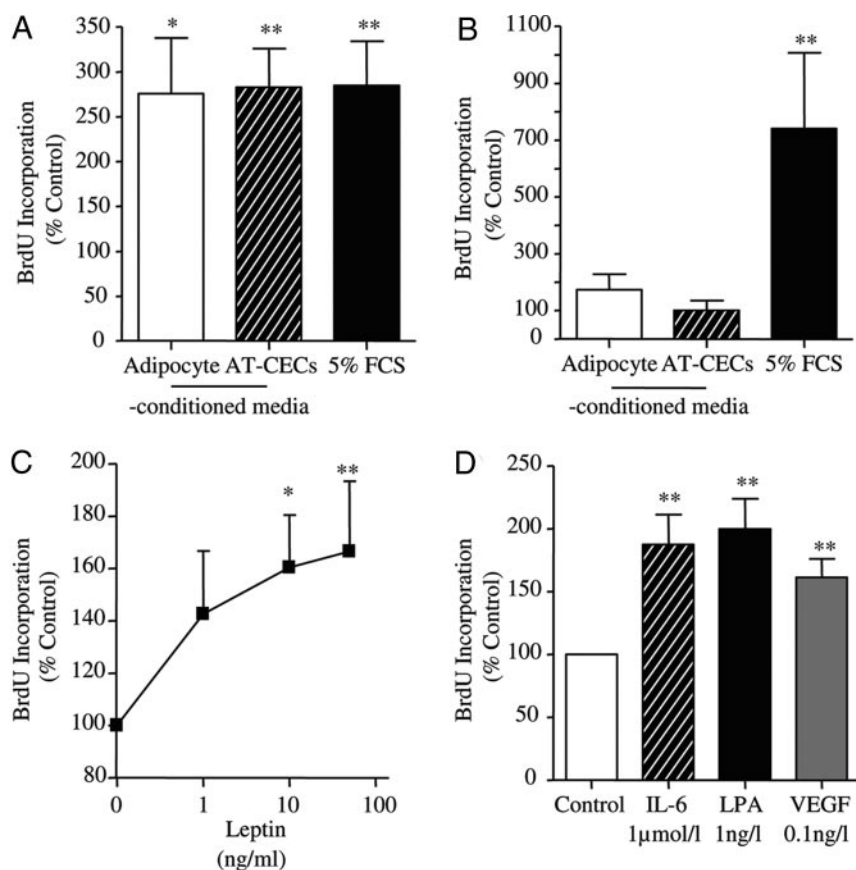 A
BrdU Incorporation
(% Control)
350
300
250
200
150
100
50
0
*
**
**
Adipocyte AT-CECs 5% FCS
-conditioned media
B
BrdU Incorporation
(% Control)
1100
900
700
500
300
100
0
**
Adipocyte AT-CECs 5% FCS
-conditioned media
C
BrdU Incorporation
(% Control)
200
180
160
140
120
100
80
*
**
0 1 10 100
Leptin
(ng/ml)
D
BrdU Incorporation
(% Control)
250
200
150
100
50
0
**
**
**
Control IL-6 LPA VEGF
1μmol/l 1ng/l 0.1ng/l